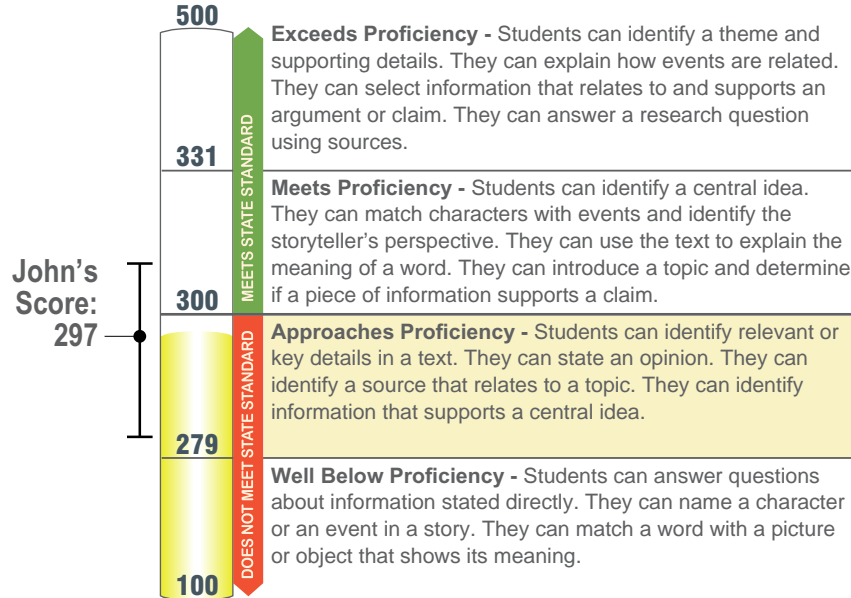 500
Exceeds Proficiency - Students can identify a theme and
supporting details. They can explain how events are related.
They can select information that relates to and supports an
argument or claim. They can answer a research question
using sources.
331
MEETS STATE STANDARD
Meets Proficiency - Students can identify a central idea.
They can match characters with events and identify the
storyteller’s perspective. They can use the text to explain the
meaning of a word. They can introduce a topic and determine
if a piece of information supports a claim.
John’s
Score:
297
300
Approaches Proficiency - Students can identify relevant or
key details in a text. They can state an opinion. They can
identify a source that relates to a topic. They can identify
information that supports a central idea.
279
DOES NOT MEET STATE STANDARD
Well Below Proficiency - Students can answer questions
about information stated directly. They can name a character
or an event in a story. They can match a word with a picture
or object that shows its meaning.
100